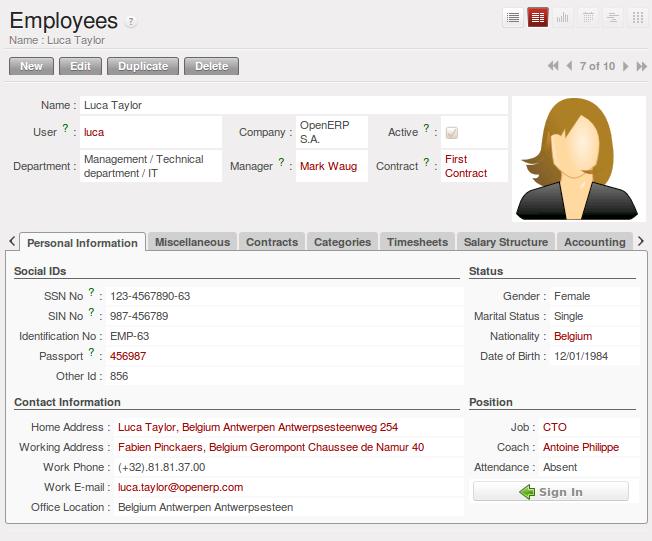 Employees ?
Name : Luca Taylor
New Edit Duplicate Delete
7 of 10
Name : Luca Taylor
User ? : luca
Company : OpenERP S.A.
Active ? :
Department : Management / Technical department / IT
Manager ? : Mark Waug
Contract ? : First Contract
Personal Information Miscellaneous Contracts Categories Timesheets Salary Structure Accounting
Social IDs
SSN No ? : 123-4567890-63
SIN No ? : 987-456789
Identification No : EMP-63
Passport ? : 456987
Other Id : 856
Status
Gender : Female
Marital Status : Single
Nationality : Belgium
Date of Birth : 12/01/1984
Contact Information
Home Address : Luca Taylor, Belgium Antwerpen Antwerpsesteenweg 254
Working Address : Fabien Pinckaers, Belgium Gerompont Chaussee de Namur 40
Work Phone : (+32).81.81.37.00
Work E-mail : luca.taylor@openerp.com
Office Location : Belgium Antwerpen Antwerpsesteen
Position
Job : CTO
Coach : Antoine Philippe
Attendance : Absent
Sign In